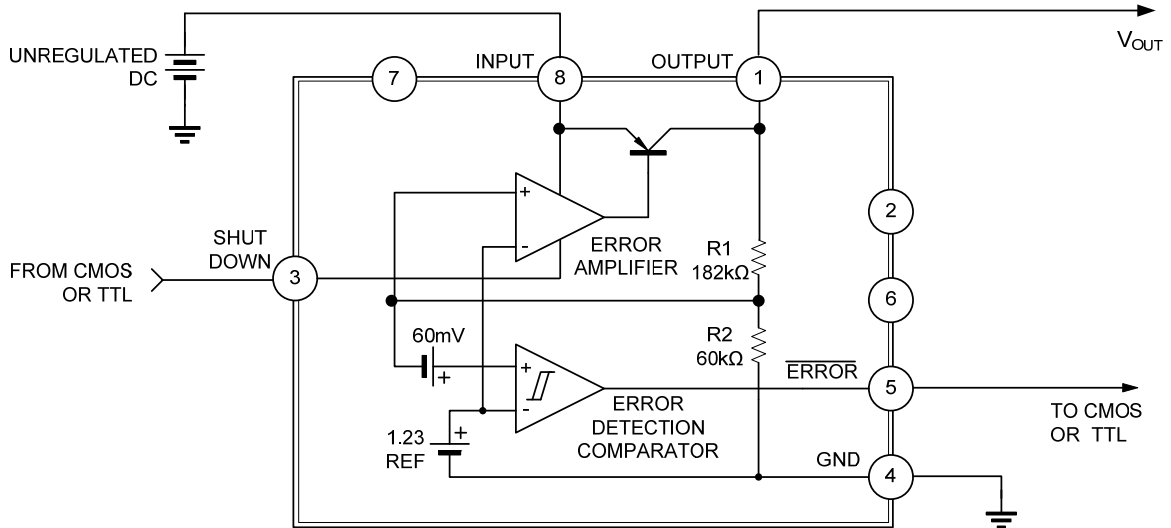 UNREGULATED
DC
INPUT
OUTPUT
V_OUT
7
8
1
2
+
-
SHUT
DOWN
ERROR
AMPLIFIER
R1
182kΩ
FROM CMOS
OR TTL
3
6
60mV
+
R2
60kΩ
+
-
ERROR
5
ERROR
DETECTION
COMPARATOR
TO CMOS
OR TTL
1.23
REF
+
GND
4